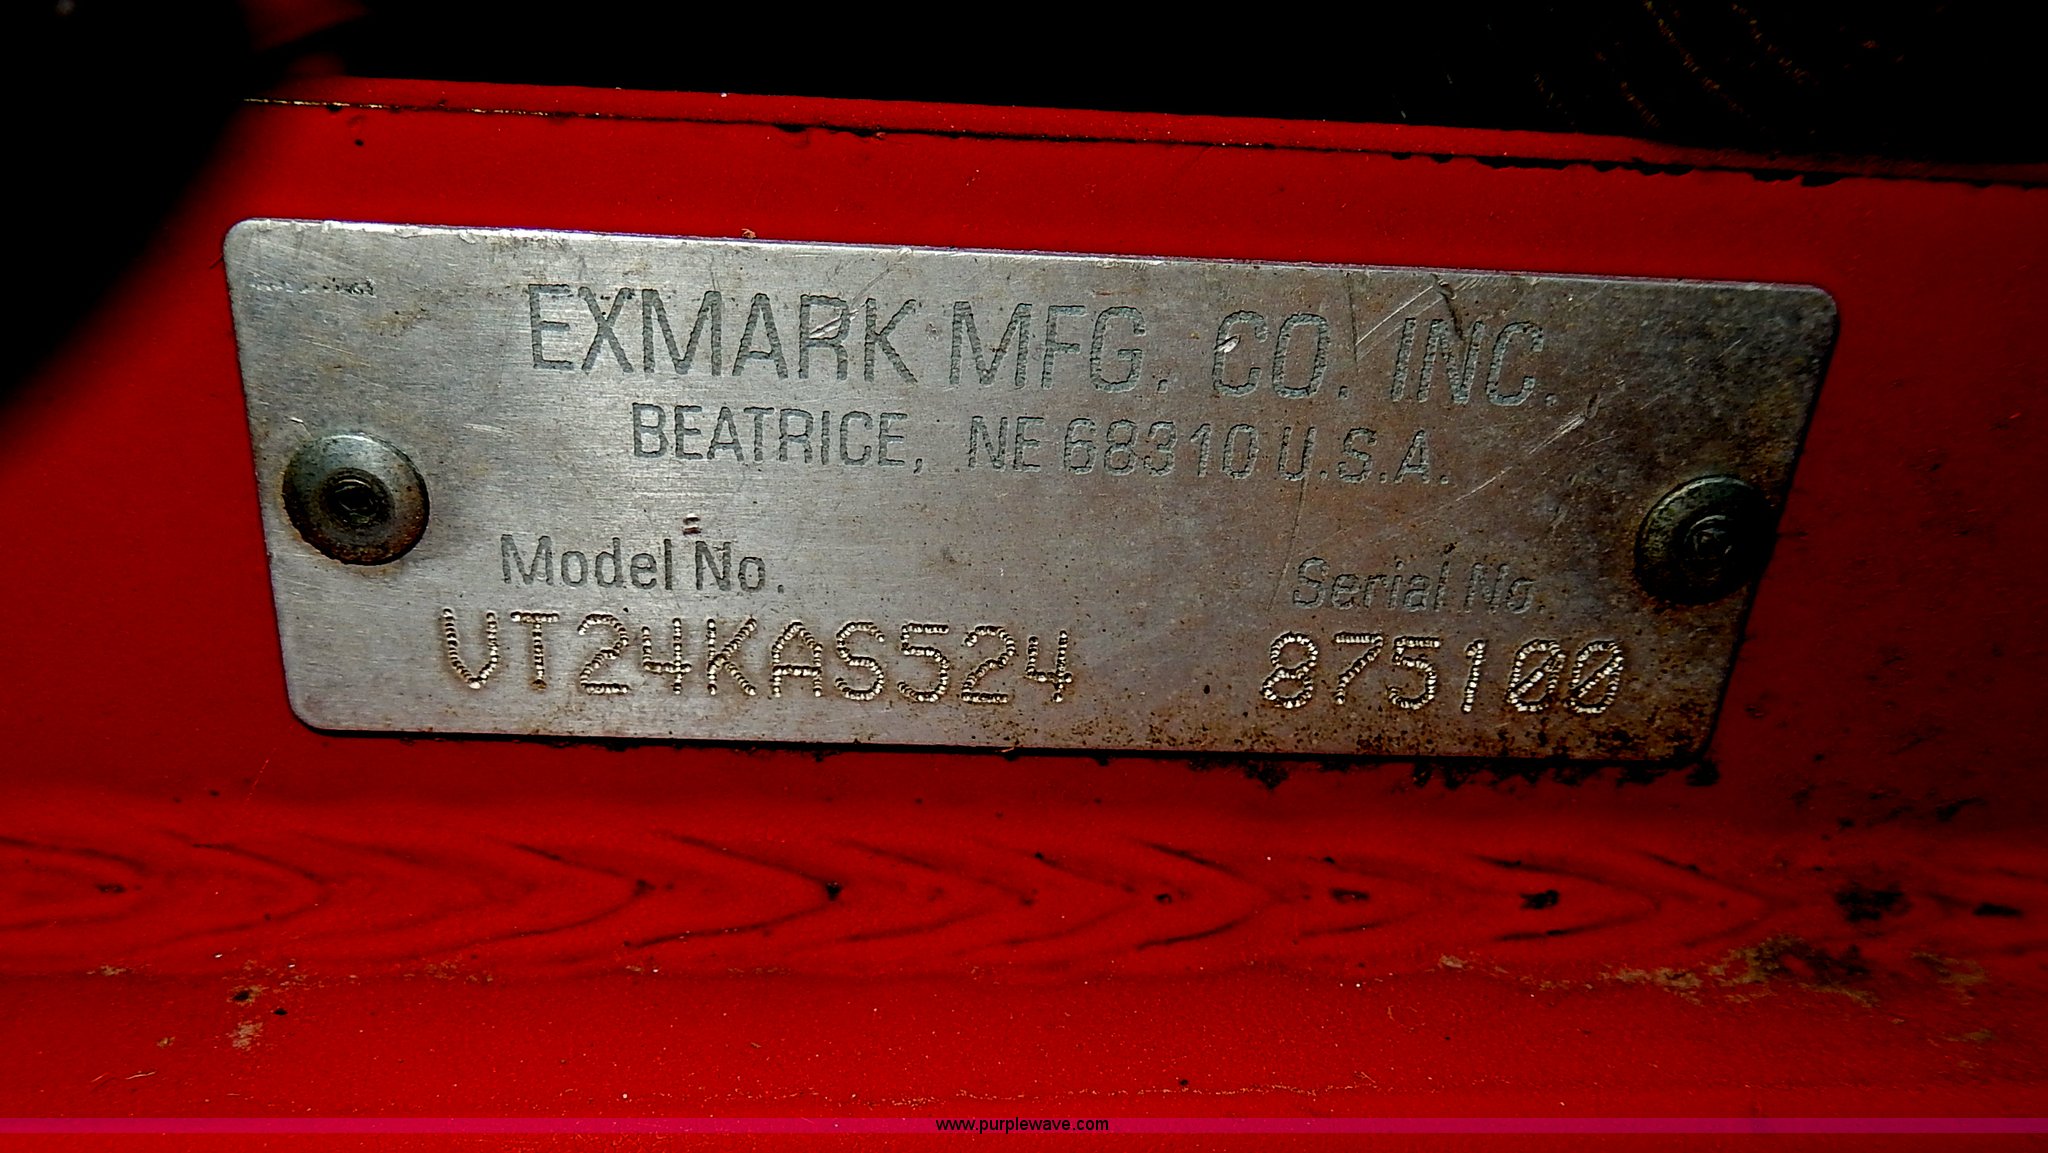 EXMARK MFG. CO. INC.
BEATRICE, NE 68310 U.S.A.
Model No. Serial No.
VT24KAS524 875100
www.purplewave.com